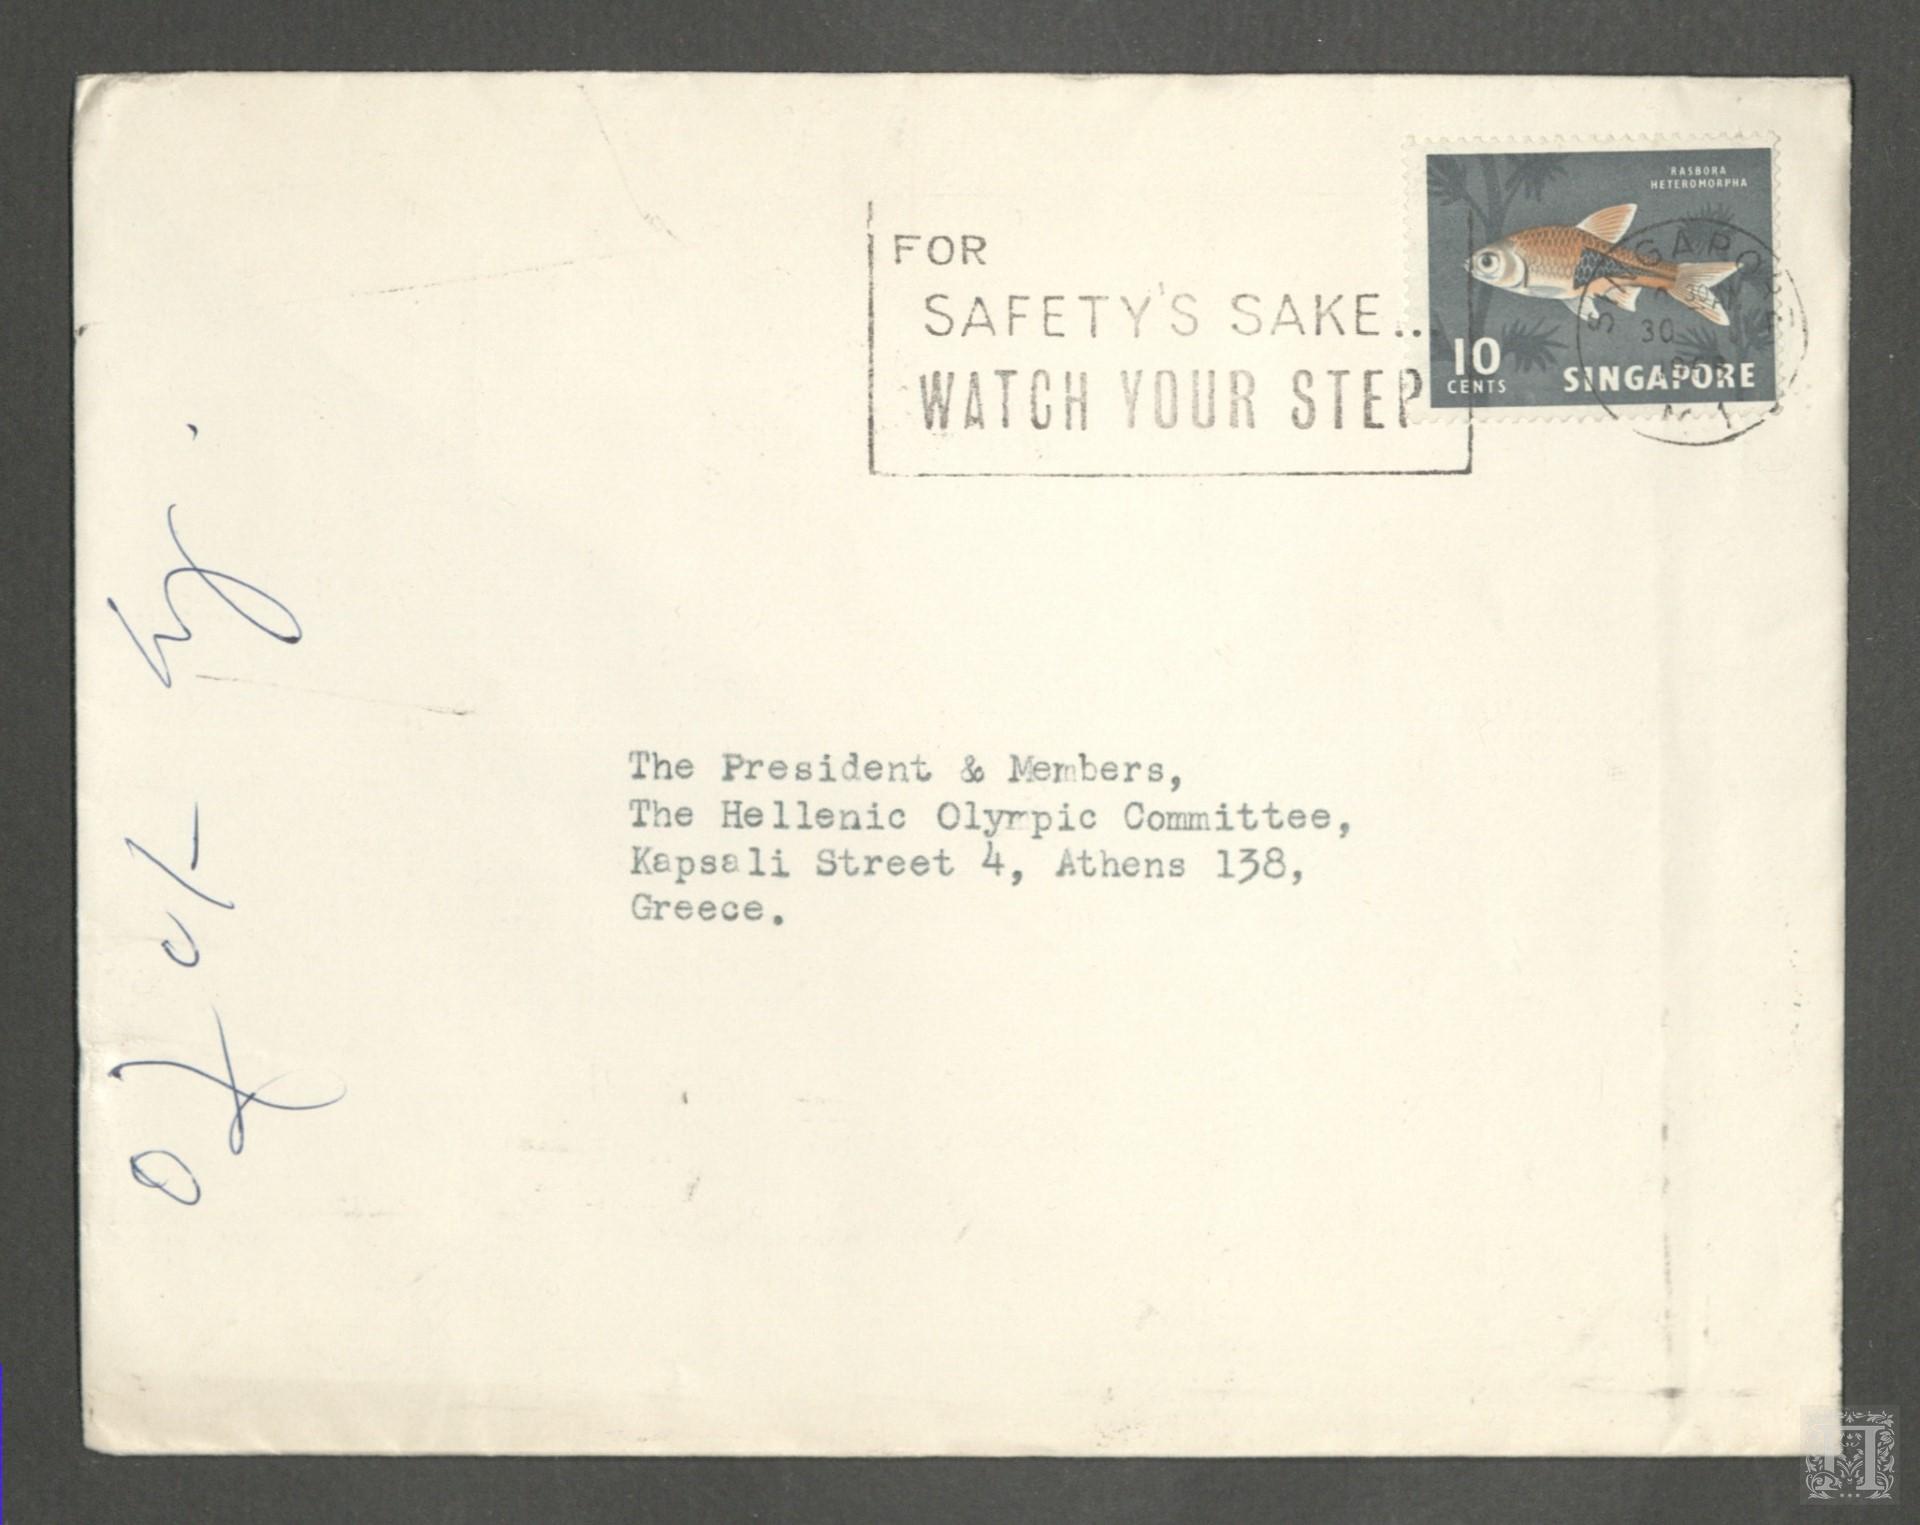 RASBORA
HETEROMORPHA
10
CENTS
SINGAPORE
SINGAPORE
30
FOR
SAFETY'S SAKE...
WATCH YOUR STEP
The President & Members,
The Hellenic Olympic Committee,
Kapsali Street 4, Athens 138,
Greece.